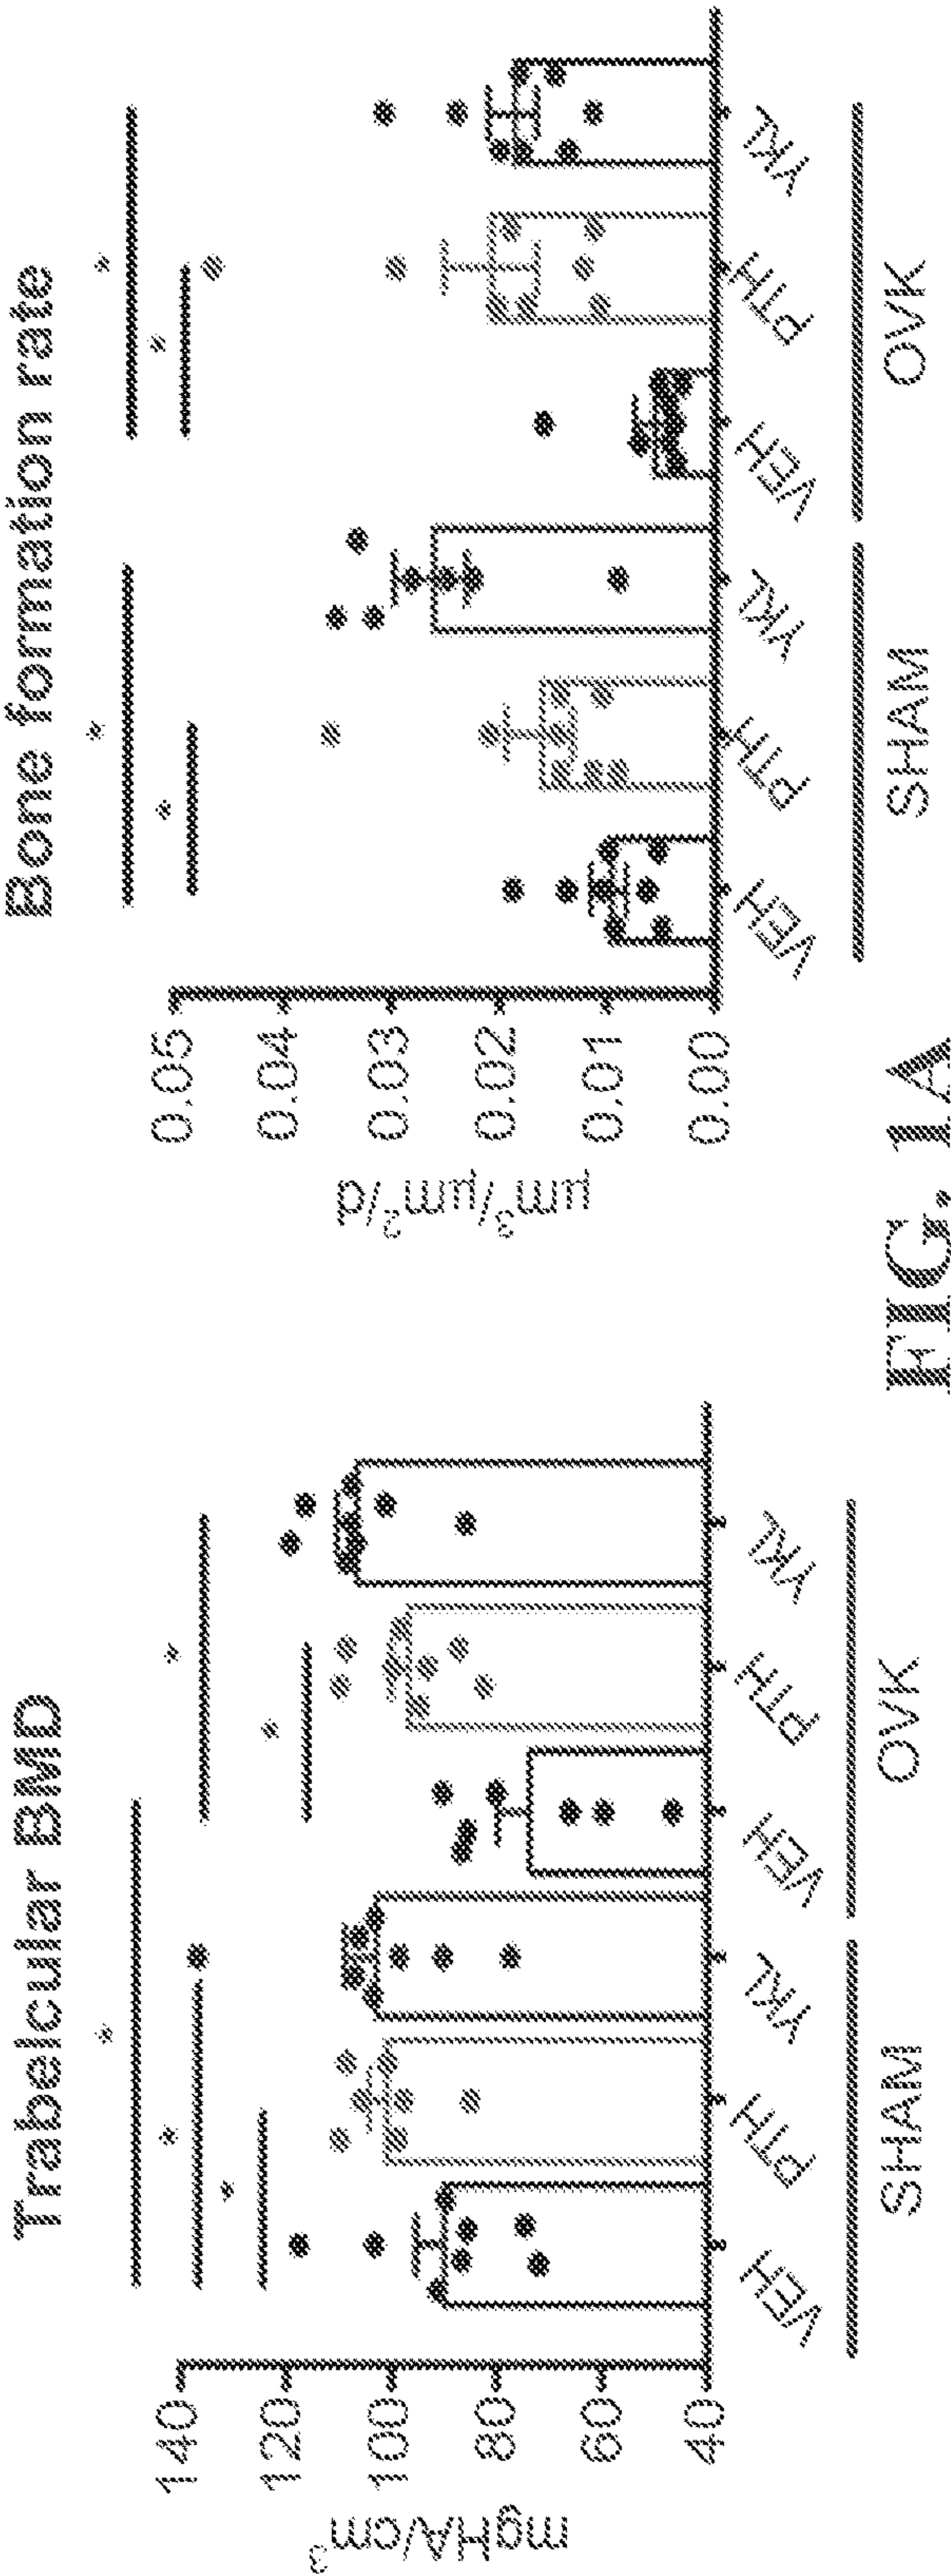 Trabelcular BMD
mgHA/cm³
140
120
100
80
60
40
*
*
*
*
*
VEH
PTH
YKL
VEH
PTH
YKL
SHAM
OVX
Bone formation rate
µm³/µm²/d
0.05
0.04
0.03
0.02
0.01
0.00
*
*
*
*
VEH
PTH
YKL
VEH
PTH
YKL
SHAM
OVX
FIG. 1A